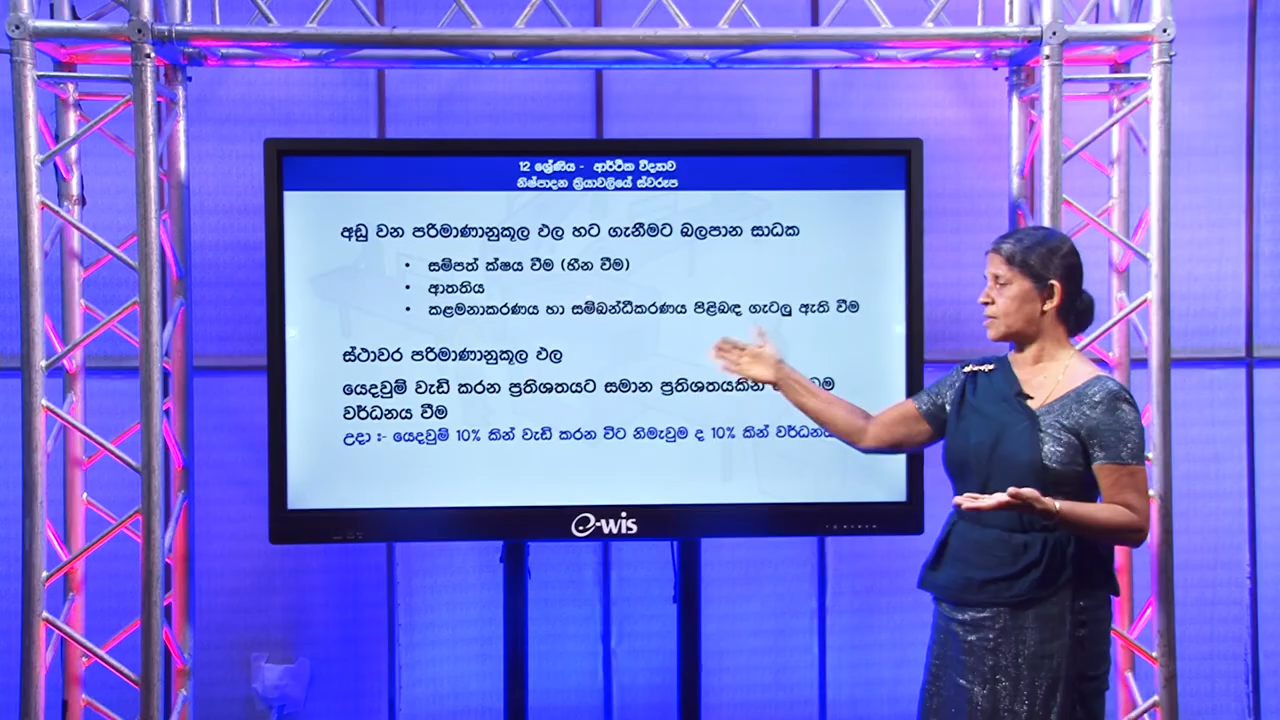 12 ශ්‍රේණිය - ආර්ථික විද්‍යාව
නිෂ්පාදන ක්‍රියාවලියේ ස්වරූප
අඩු වන පරිමාණානුකූල ඵල හට ගැනීමට බලපාන සාධක
• සම්පත් ක්ෂය වීම (හීන වීම)
• ආතතිය
• කළමනාකරණය හා සම්බන්ධීකරණය පිළිබඳ ගැටලු ඇති වීම
ස්ථාවර පරිමාණානුකූල ඵල
යෙදවුම් වැඩි කරන ප්‍රතිශතයට සමාන ප්‍රතිශතයකින්
වර්ධනය වීම
උදා :- යෙදවුම් 10% කින් වැඩි කරන විට නිමැවුම ද 10% කින්
e-wis